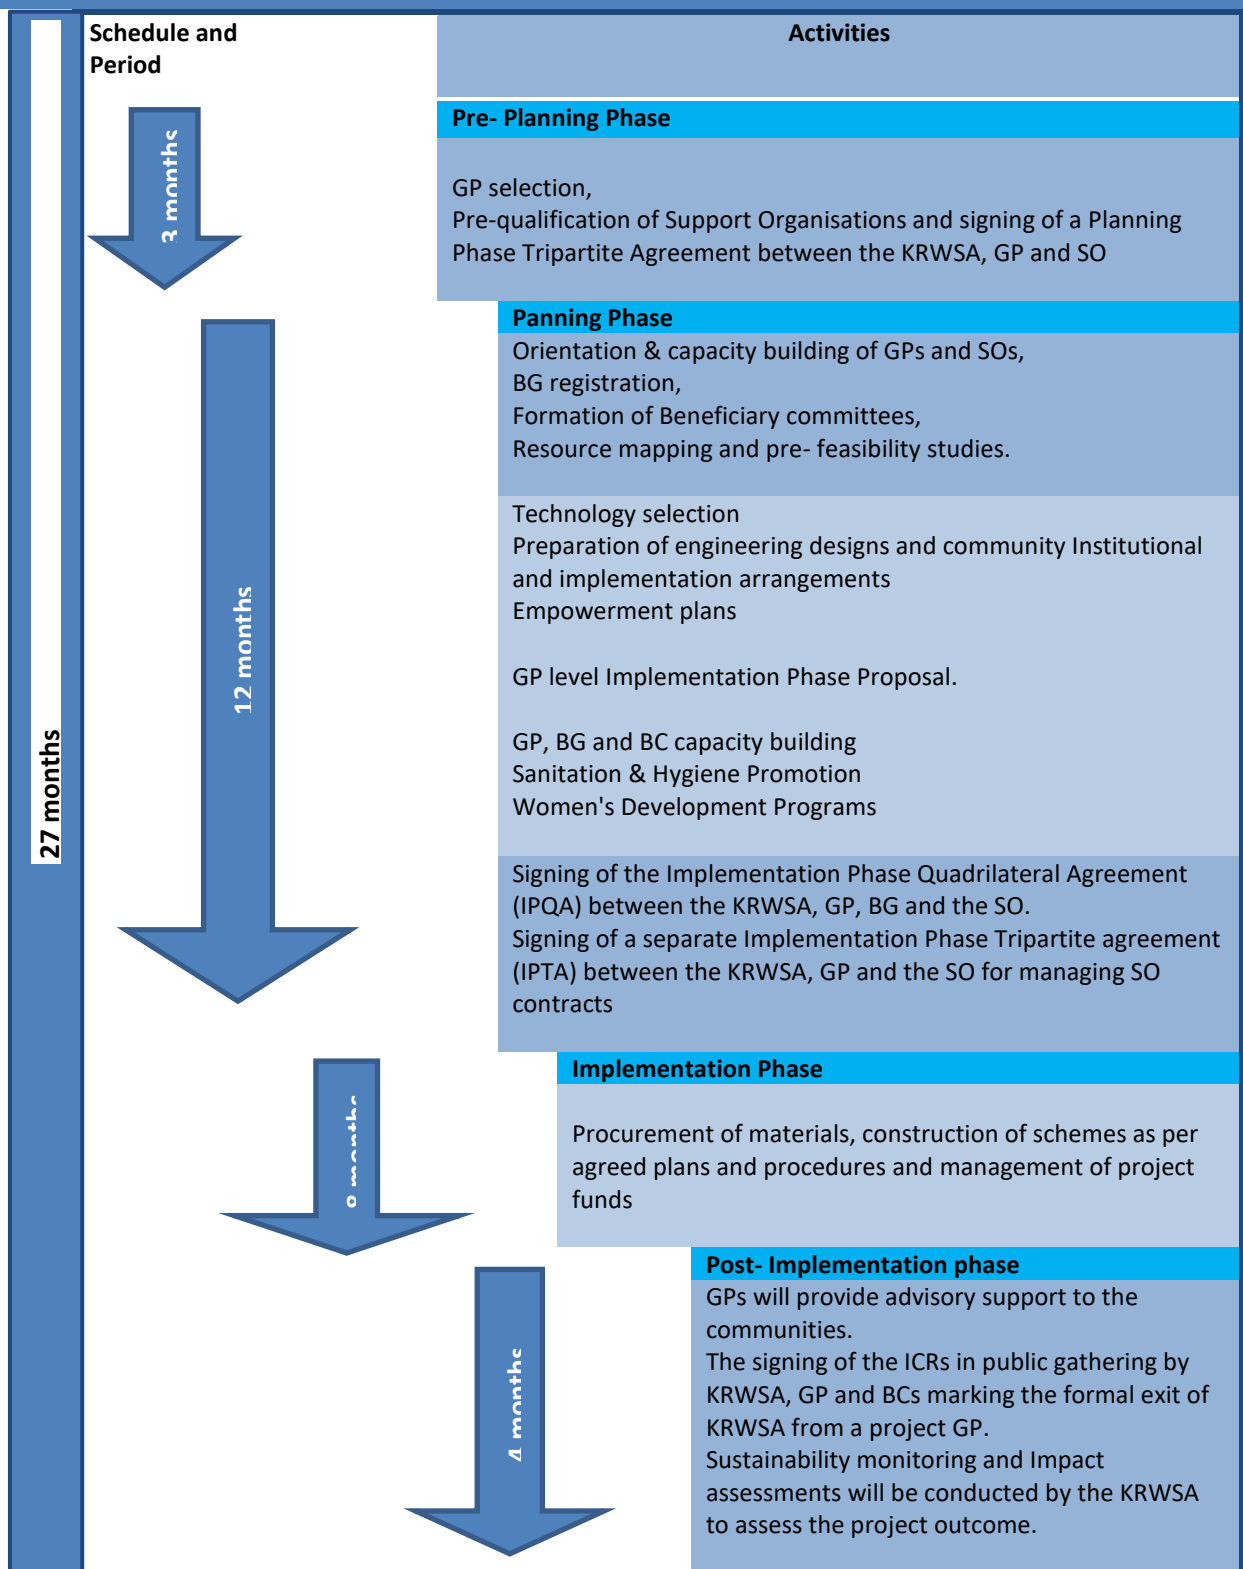 Schedule and
Period
Activities
27 months
3 months
Pre- Planning Phase
GP selection,
Pre-qualification of Support Organisations and signing of a Planning
Phase Tripartite Agreement between the KRWSA, GP and SO
12 months
Panning Phase
Orientation & capacity building of GPs and SOs,
BG registration,
Formation of Beneficiary committees,
Resource mapping and pre- feasibility studies.
Technology selection
Preparation of engineering designs and community Institutional
and implementation arrangements
Empowerment plans
GP level Implementation Phase Proposal.
GP, BG and BC capacity building
Sanitation & Hygiene Promotion
Women's Development Programs
Signing of the Implementation Phase Quadrilateral Agreement
(IPQA) between the KRWSA, GP, BG and the SO.
Signing of a separate Implementation Phase Tripartite agreement
(IPTA) between the KRWSA, GP and the SO for managing SO
contracts
8 months
Implementation Phase
Procurement of materials, construction of schemes as per
agreed plans and procedures and management of project
funds
4 months
Post- Implementation phase
GPs will provide advisory support to the
communities.
The signing of the ICRs in public gathering by
KRWSA, GP and BCs marking the formal exit of
KRWSA from a project GP.
Sustainability monitoring and Impact
assessments will be conducted by the KRWSA
to assess the project outcome.